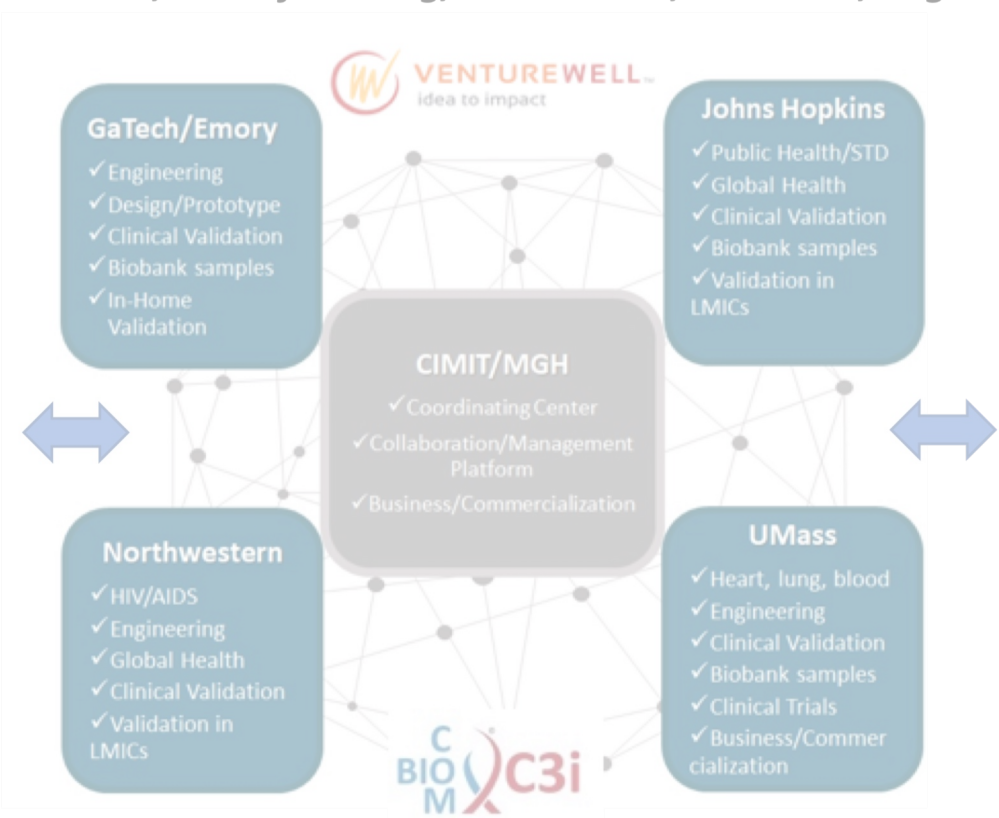 VENTUREWELL
idea to impact
GaTech/Emory
✓Engineering
✓Design/Prototype
✓Clinical Validation
✓Biobank samples
✓In-Home
Validation
Johns Hopkins
✓Public Health/STD
✓Global Health
✓Clinical Validation
✓Biobank samples
✓Validation in
LMICs
CIMIT/MGH
✓Coordinating Center
✓Collaboration/Management
Platform
✓Business/Commercialization
Northwestern
✓HIV/AIDS
✓Engineering
✓Global Health
✓Clinical Validation
✓Validation in
LMICs
UMass
✓Heart, lung, blood
✓Engineering
✓Clinical Validation
✓Biobank samples
✓Clinical Trials
✓Business/Commer
cialization
C
BIO
M
C3i